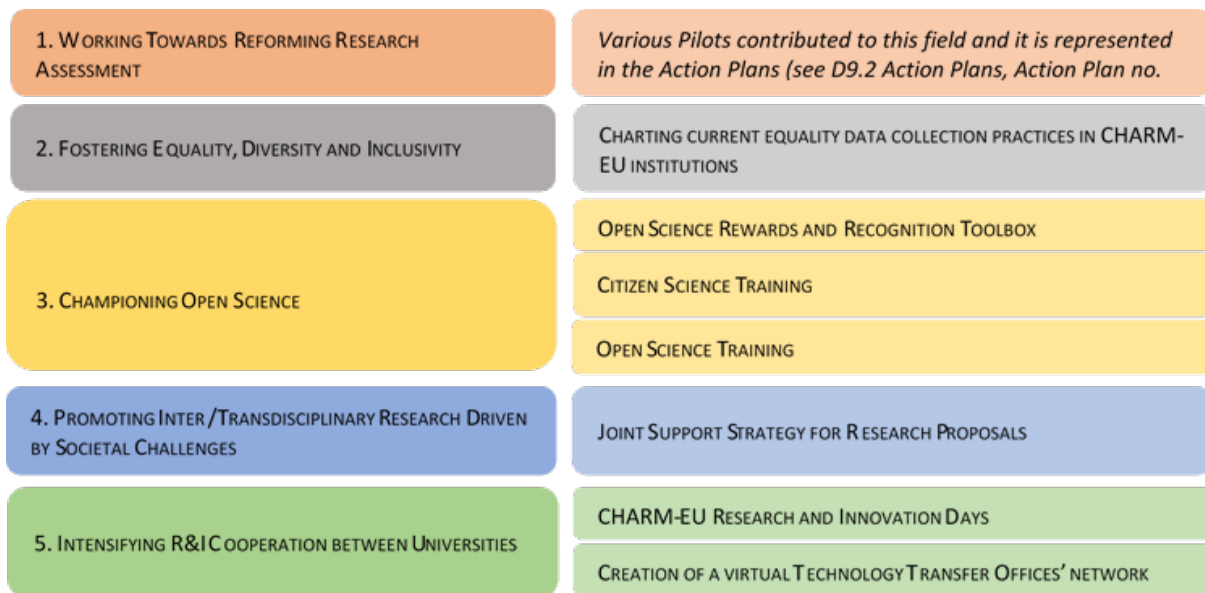 1. Working Towards Reforming Research
Assessment
Various Pilots contributed to this field and it is represented
in the Action Plans (see D9.2 Action Plans, Action Plan no.
2. Fostering Equality, Diversity and Inclusivity
Charting current equality data collection practices in CHARM-
EU institutions
3. Championing Open Science
Open Science Rewards and Recognition Toolbox
Citizen Science Training
Open Science Training
4. Promoting Inter/Transdisciplinary Research Driven
by Societal Challenges
Joint Support Strategy for Research Proposals
5. Intensifying R&I Cooperation between Universities
CHARM-EU Research and Innovation Days
Creation of a virtual Technology Transfer Offices' network